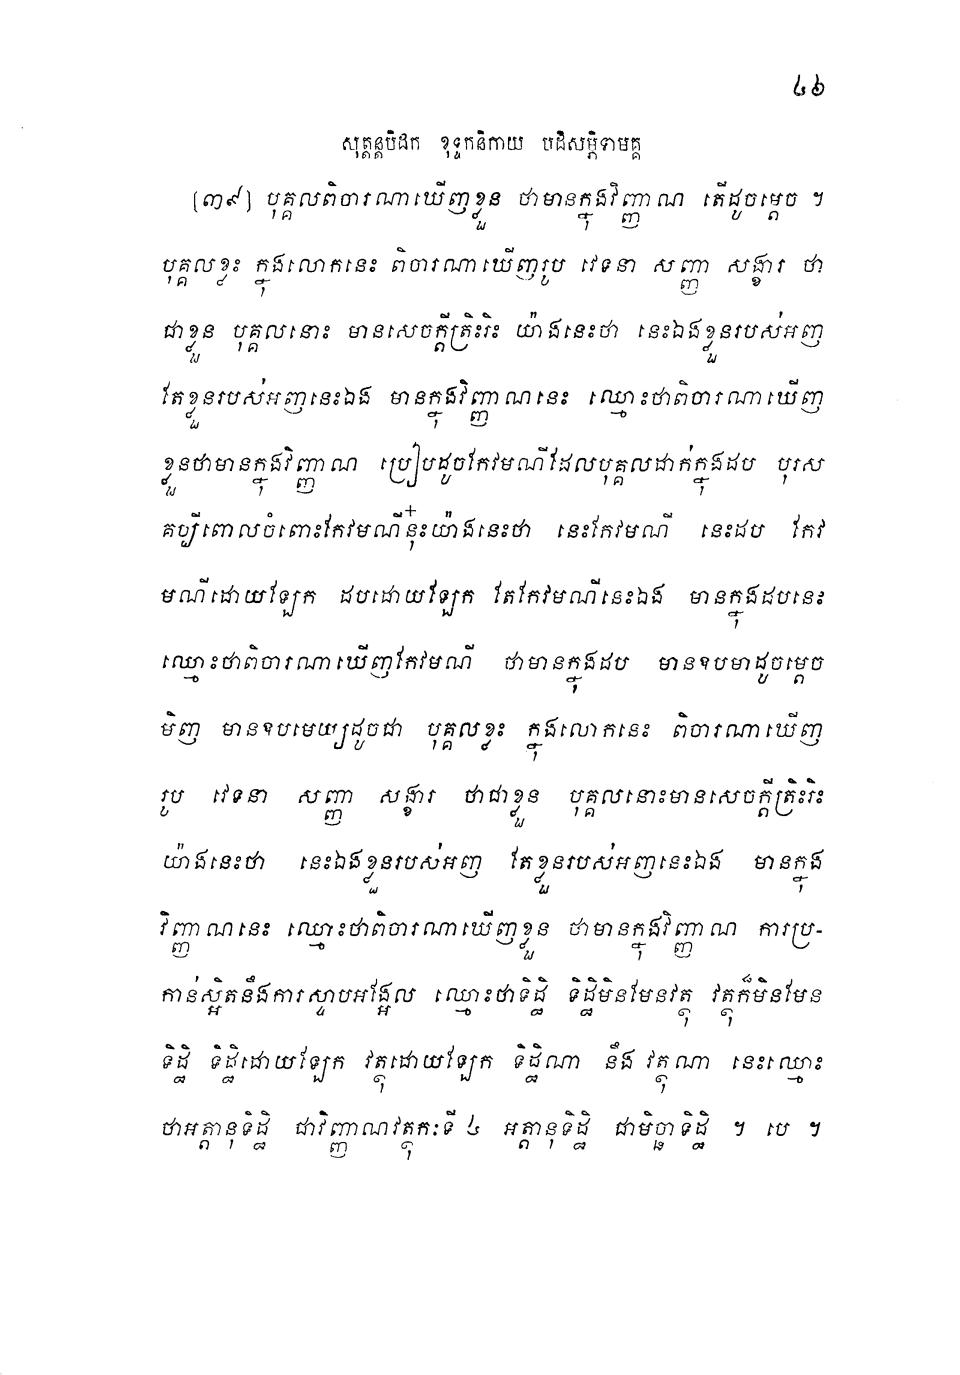 ៤៦
សុត្តន្តបិដក ខុទ្ទកនិកាយ បដិសម្ភិទាមគ្គ
(៣៩) បុគ្គលពិចារណាឃើញខ្លួន ថាមានក្នុងវិញ្ញាណ តើដូចម្តេច ។
បុគ្គលខ្លះ ក្នុងលោកនេះ ពិចារណាឃើញរូប វេទនា សញ្ញា សង្ខារ ថា
ជាខ្លួន បុគ្គលនោះ មានសេចក្តីត្រិះរិះ យ៉ាងនេះថា នេះឯងខ្លួនរបស់អញ
តែខ្លួនរបស់អញនេះឯង មានក្នុងវិញ្ញាណនេះ ឈ្មោះថាពិចារណាឃើញ
ខ្លួនថាមានក្នុងវិញ្ញាណ ប្រៀបដូចកែវមណីដែលបុគ្គលដាក់ក្នុងដប បុរស
គប្បីពោលចំពោះកែវមណីនុ៎ះយ៉ាងនេះថា នេះកែវមណី នេះដប កែវ
មណីដោយឡែក ដបដោយឡែក តែកែវមណីនេះឯង មានក្នុងដបនេះ
ឈ្មោះថាពិចារណាឃើញកែវមណី ថាមានក្នុងដប មានឧបមាដូចម្តេច
មិញ មានឧបមេយ្យដូចជា បុគ្គលខ្លះ ក្នុងលោកនេះ ពិចារណាឃើញ
រូប វេទនា សញ្ញា សង្ខារ ថាជាខ្លួន បុគ្គលនោះមានសេចក្តីត្រិះរិះ
យ៉ាងនេះថា នេះឯងខ្លួនរបស់អញ តែខ្លួនរបស់អញនេះឯង មានក្នុង
វិញ្ញាណនេះ ឈ្មោះថាពិចារណាឃើញខ្លួន ថាមានក្នុងវិញ្ញាណ ការប្រ-
កាន់ស្អិតនឹងការស្ទាបអង្អែល ឈ្មោះថាទិដ្ឋិ ទិដ្ឋិមិនមែនវត្ថុ វត្ថុក៏មិនមែន
ទិដ្ឋិ ទិដ្ឋិដោយឡែក វត្ថុដោយឡែក ទិដ្ឋិណា នឹង វត្ថុណា នេះឈ្មោះ
ថាអត្តានុទិដ្ឋិ ជាវិញ្ញាណវត្ថុកៈទី ៤ អត្តានុទិដ្ឋិ ជាមិច្ឆាទិដ្ឋិ ។ បេ ។